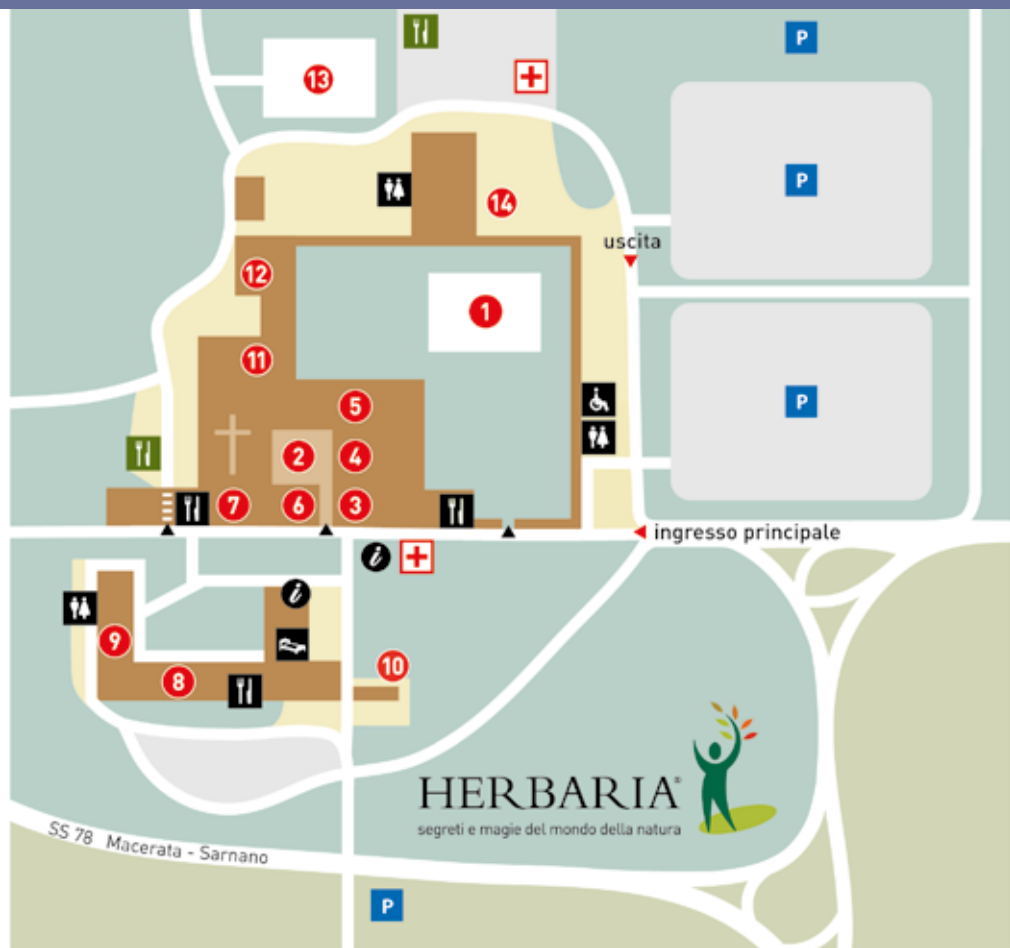 P
13
P
14
uscita
12
1
11
P
5
2
4
7
6
3
ingresso principale
i
i
9
8
10
HERBARIA®
segreti e magie del mondo della natura
SS 78 Macerata - Sarnano
P